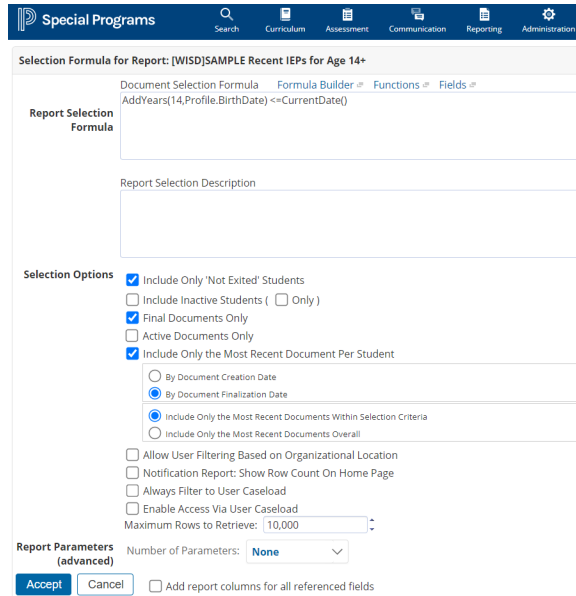 Special Programs
Search Curriculum Assessment Communication Reporting Administration
Selection Formula for Report: [WISD]SAMPLE Recent IEPs for Age 14+
Document Selection Formula Formula Builder Functions Fields
Report Selection Formula
AddYears(14,Profile.BirthDate) <=CurrentDate()
Report Selection Description
Selection Options
Include Only 'Not Exited' Students
Include Inactive Students ( Only )
Final Documents Only
Active Documents Only
Include Only the Most Recent Document Per Student
By Document Creation Date
By Document Finalization Date
Include Only the Most Recent Documents Within Selection Criteria
Include Only the Most Recent Documents Overall
Allow User Filtering Based on Organizational Location
Notification Report: Show Row Count On Home Page
Always Filter to User Caseload
Enable Access Via User Caseload
Maximum Rows to Retrieve: 10,000
Report Parameters (advanced)
Number of Parameters: None
Accept Cancel Add report columns for all referenced fields